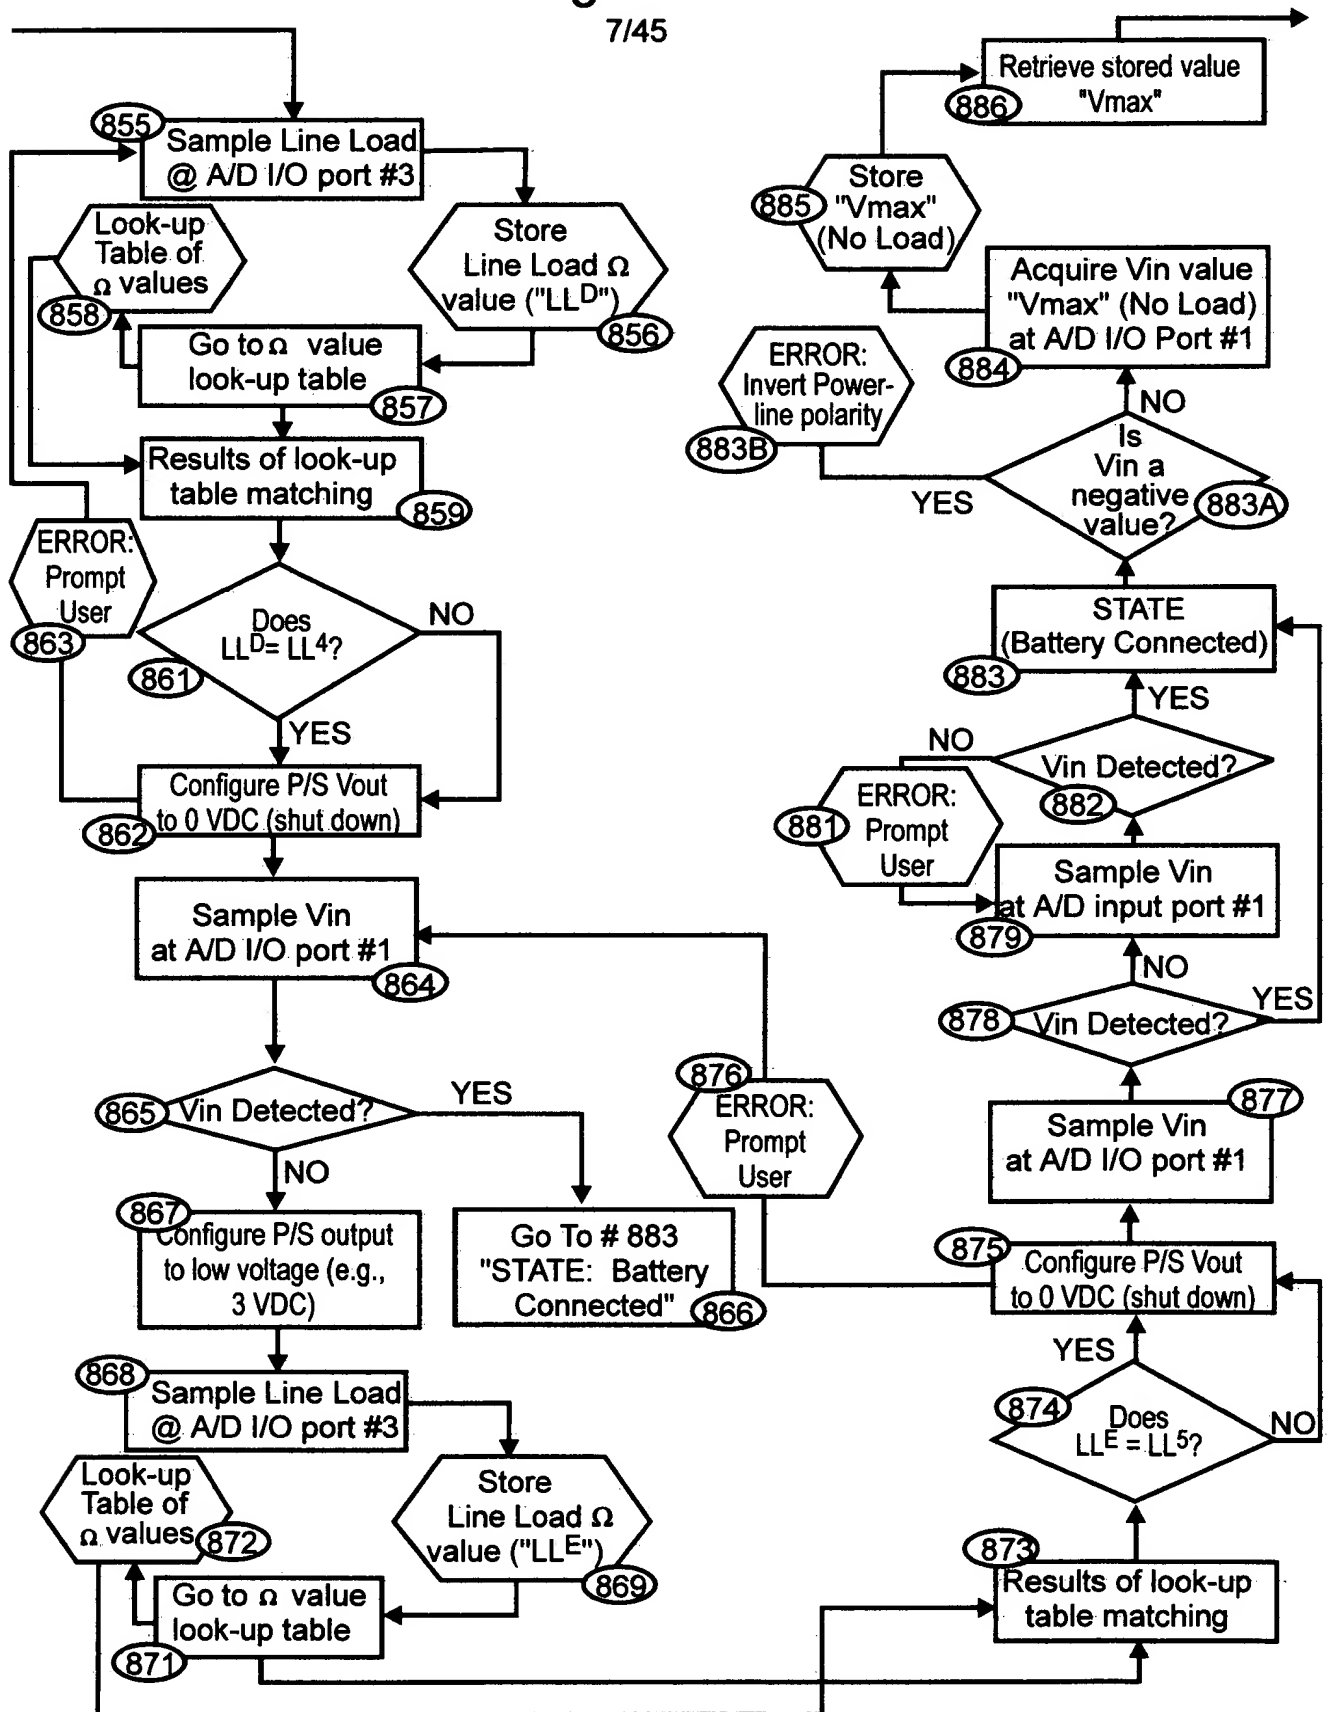 7/45
855
Sample Line Load
@ A/D I/O port #3
Look-up
Table of
Ω values
858
Store
Line Load Ω
value ("LLD")
856
Go to Ω value
look-up table
857
Results of look-up
table matching
859
ERROR:
Prompt
User
863
Does
LLD= LL4?
861
NO
YES
Configure P/S Vout
to 0 VDC (shut down)
862
Sample Vin
at A/D I/O port #1
864
865
Vin Detected?
YES
NO
867
Configure P/S output
to low voltage (e.g.,
3 VDC)
Go To # 883
"STATE: Battery
Connected"
866
868
Sample Line Load
@ A/D I/O port #3
Look-up
Table of
Ω values
872
Store
Line Load Ω
value ("LLE")
869
Go to Ω value
look-up table
871
876
ERROR:
Prompt
User
Retrieve stored value
"Vmax"
886
Store
"Vmax"
(No Load)
885
Acquire Vin value
"Vmax" (No Load)
at A/D I/O Port #1
884
ERROR:
Invert Power-
line polarity
883B
NO
Is
Vin a
negative
value?
883A
YES
STATE
(Battery Connected)
883
YES
NO
Vin Detected?
882
ERROR:
Prompt
User
881
Sample Vin
at A/D input port #1
879
NO
YES
878
Vin Detected?
877
Sample Vin
at A/D I/O port #1
875
Configure P/S Vout
to 0 VDC (shut down)
YES
874
Does
LLE = LL5?
NO
873
Results of look-up
table matching